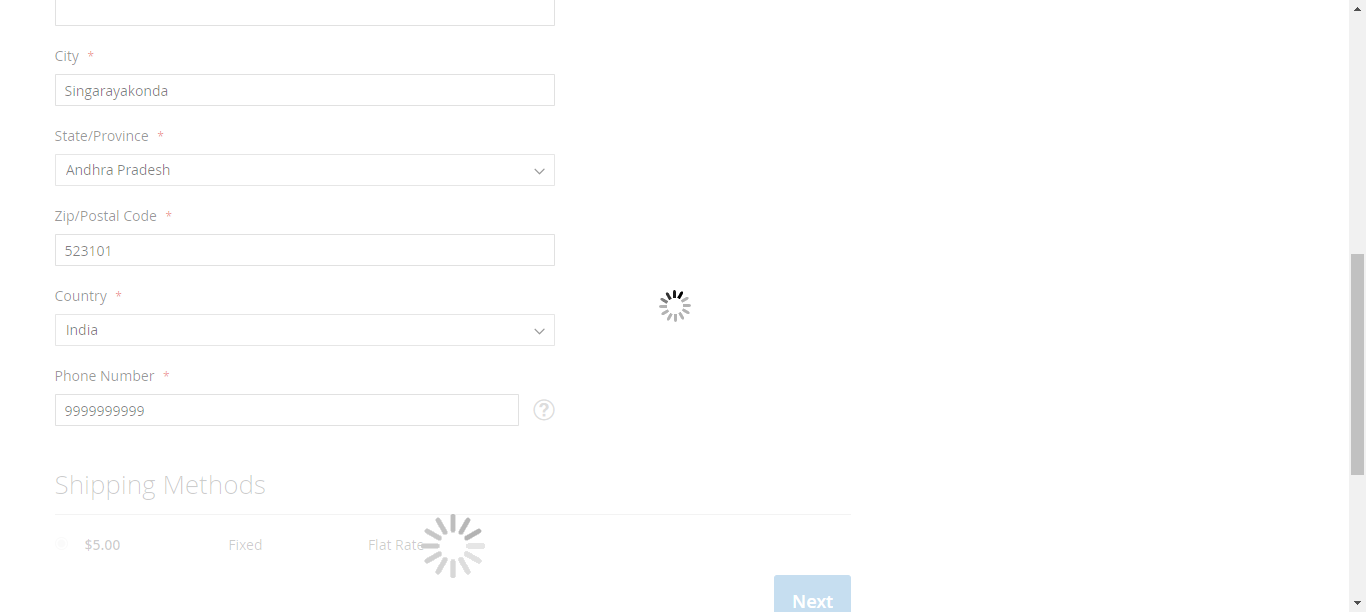 City *
Singarayakonda
State/Province *
Andhra Pradesh
Zip/Postal Code *
523101
Country *
India
Phone Number *
9999999999
?
Shipping Methods
$5.00 Fixed Flat Rate
Next